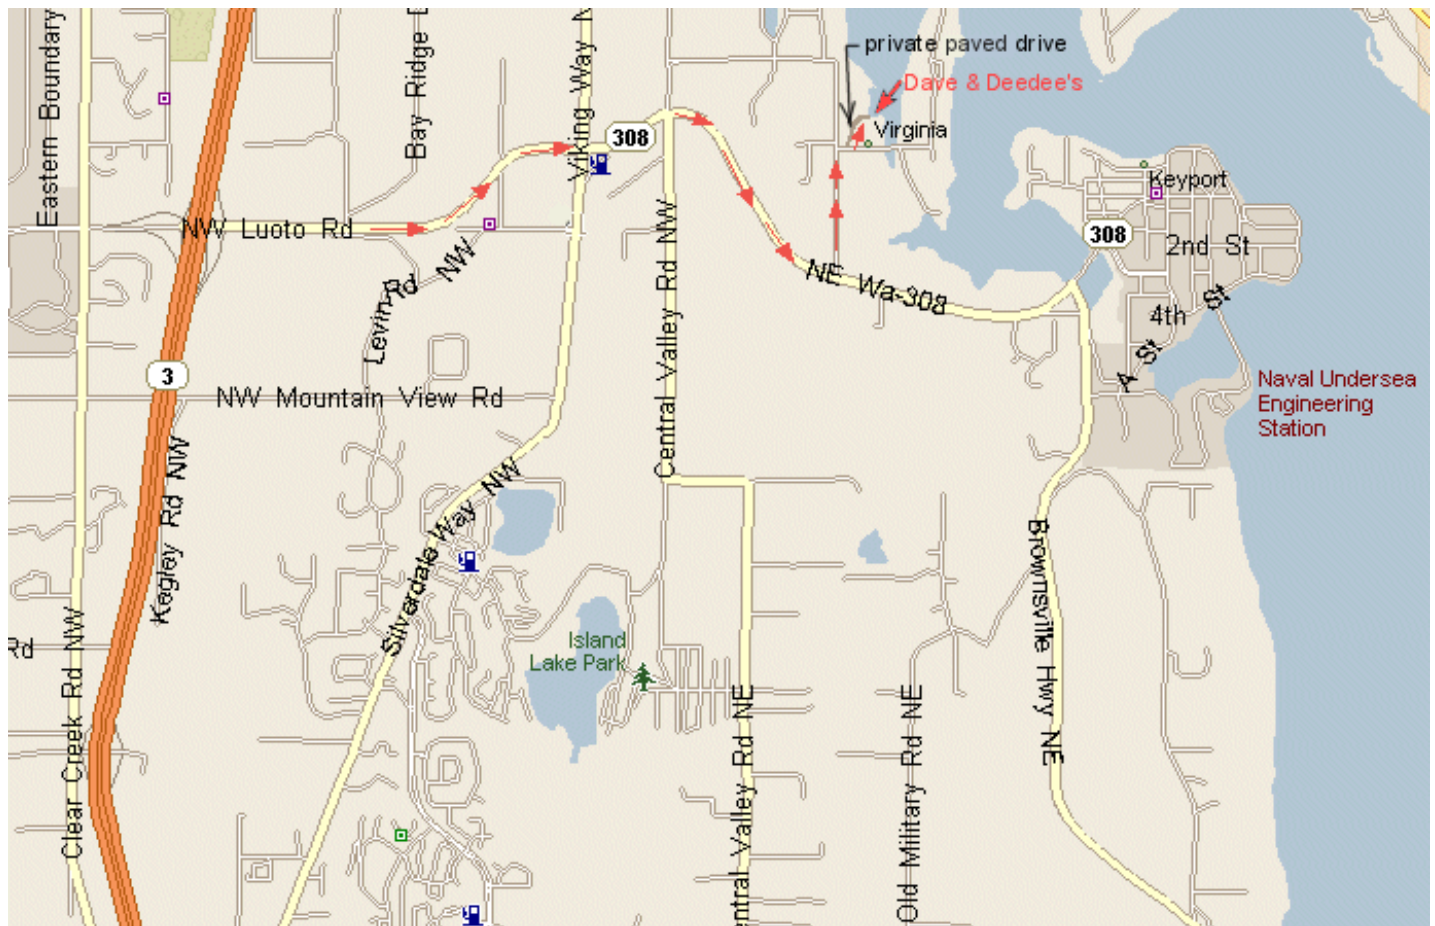 Eastern Boundary
Bay Ridge D
Viking Way N
private paved drive
Dave & Deedee's
308
Virginia
Keyport
NW Luoto Rd
308
2nd St
Levin Rd NW
Central Valley Rd NW
NE Wa-308
4th
St
A St
3
NW Mountain View Rd
Naval Undersea
Engineering
Station
Kegley Rd NW
Silverdale Way NW
Brownsville Hwy NE
Rd
Clear Creek Rd NW
Island
Lake Park
Central Valley Rd NE
Old Military Rd NE